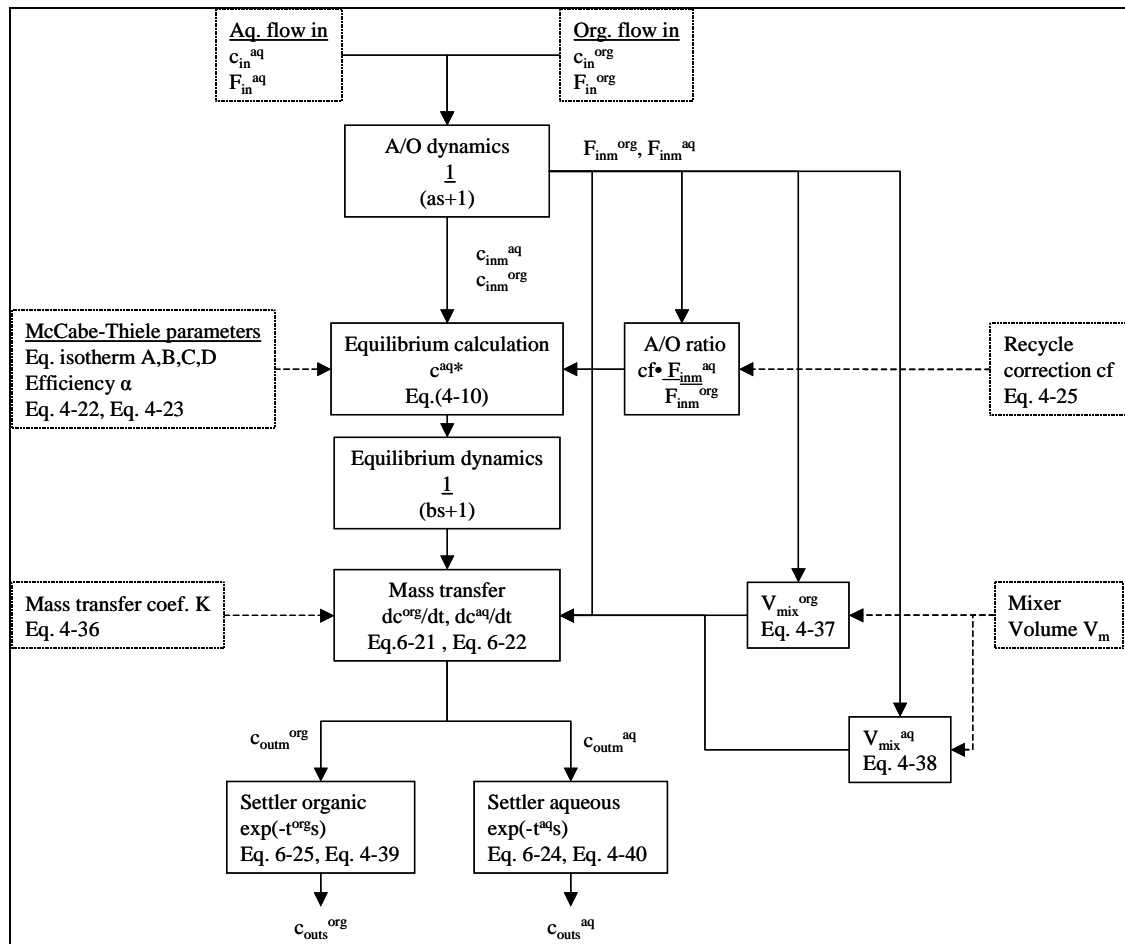 Aq. flow in
c_in^aq
F_in^aq
Org. flow in
c_in^org
F_in^org
A/O dynamics
1
(as+1)
F_inm^org, F_inm^aq
c_inm^aq
c_inm^org
McCabe-Thiele parameters
Eq. isotherm A,B,C,D
Efficiency α
Eq. 4-22, Eq. 4-23
Equilibrium calculation
c^aq*
Eq.(4-10)
A/O ratio
cf• F_inm^aq
F_inm^org
Recycle
correction cf
Eq. 4-25
Equilibrium dynamics
1
(bs+1)
Mass transfer coef. K
Eq. 4-36
Mass transfer
dc^org/dt, dc^aq/dt
Eq.6-21 , Eq. 6-22
V_mix^org
Eq. 4-37
Mixer
Volume V_m
V_mix^aq
Eq. 4-38
c_outm^org
c_outm^aq
Settler organic
exp(-t^org s)
Eq. 6-25, Eq. 4-39
Settler aqueous
exp(-t^aq s)
Eq. 6-24, Eq. 4-40
c_outs^org
c_outs^aq